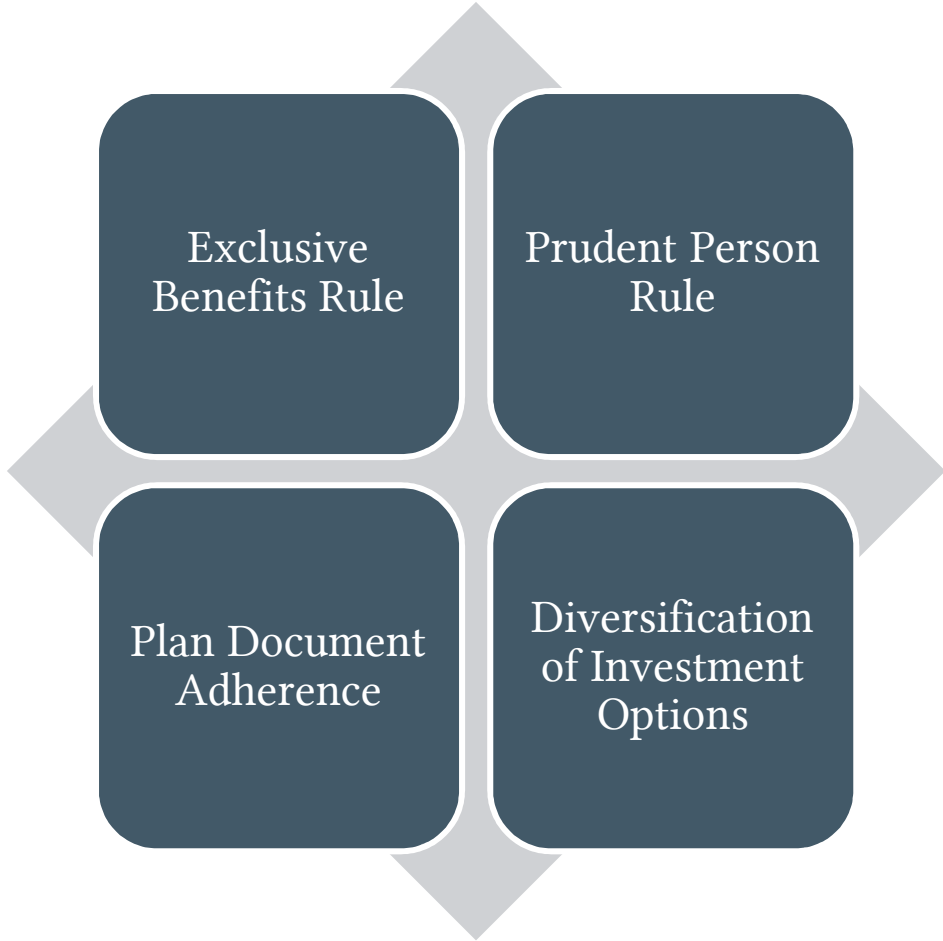 Exclusive
Benefits Rule
Prudent Person
Rule
Plan Document
Adherence
Diversification
of Investment
Options